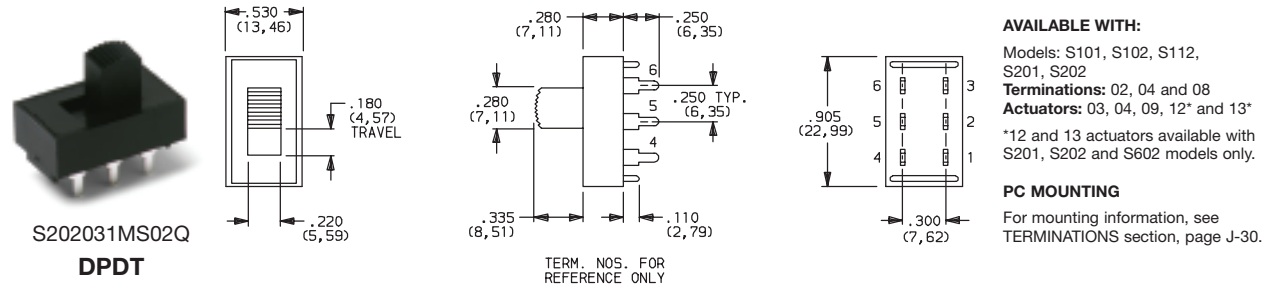 S202031MS02Q
DPDT
.530
(13,46)
.180
(4,57)
TRAVEL
.220
(5,59)
.280
(7,11)
.250
(6,35)
6
.280
(7,11)
.250 TYP.
(6,35)
5
4
.335
(8,51)
.110
(2,79)
TERM. NOS. FOR
REFERENCE ONLY
.905
(22,99)
6
3
5
2
4
1
.300
(7,62)
AVAILABLE WITH:
Models: S101, S102, S112,
S201, S202
Terminations: 02, 04 and 08
Actuators: 03, 04, 09, 12* and 13*
*12 and 13 actuators available with
S201, S202 and S602 models only.
PC MOUNTING
For mounting information, see
TERMINATIONS section, page J-30.